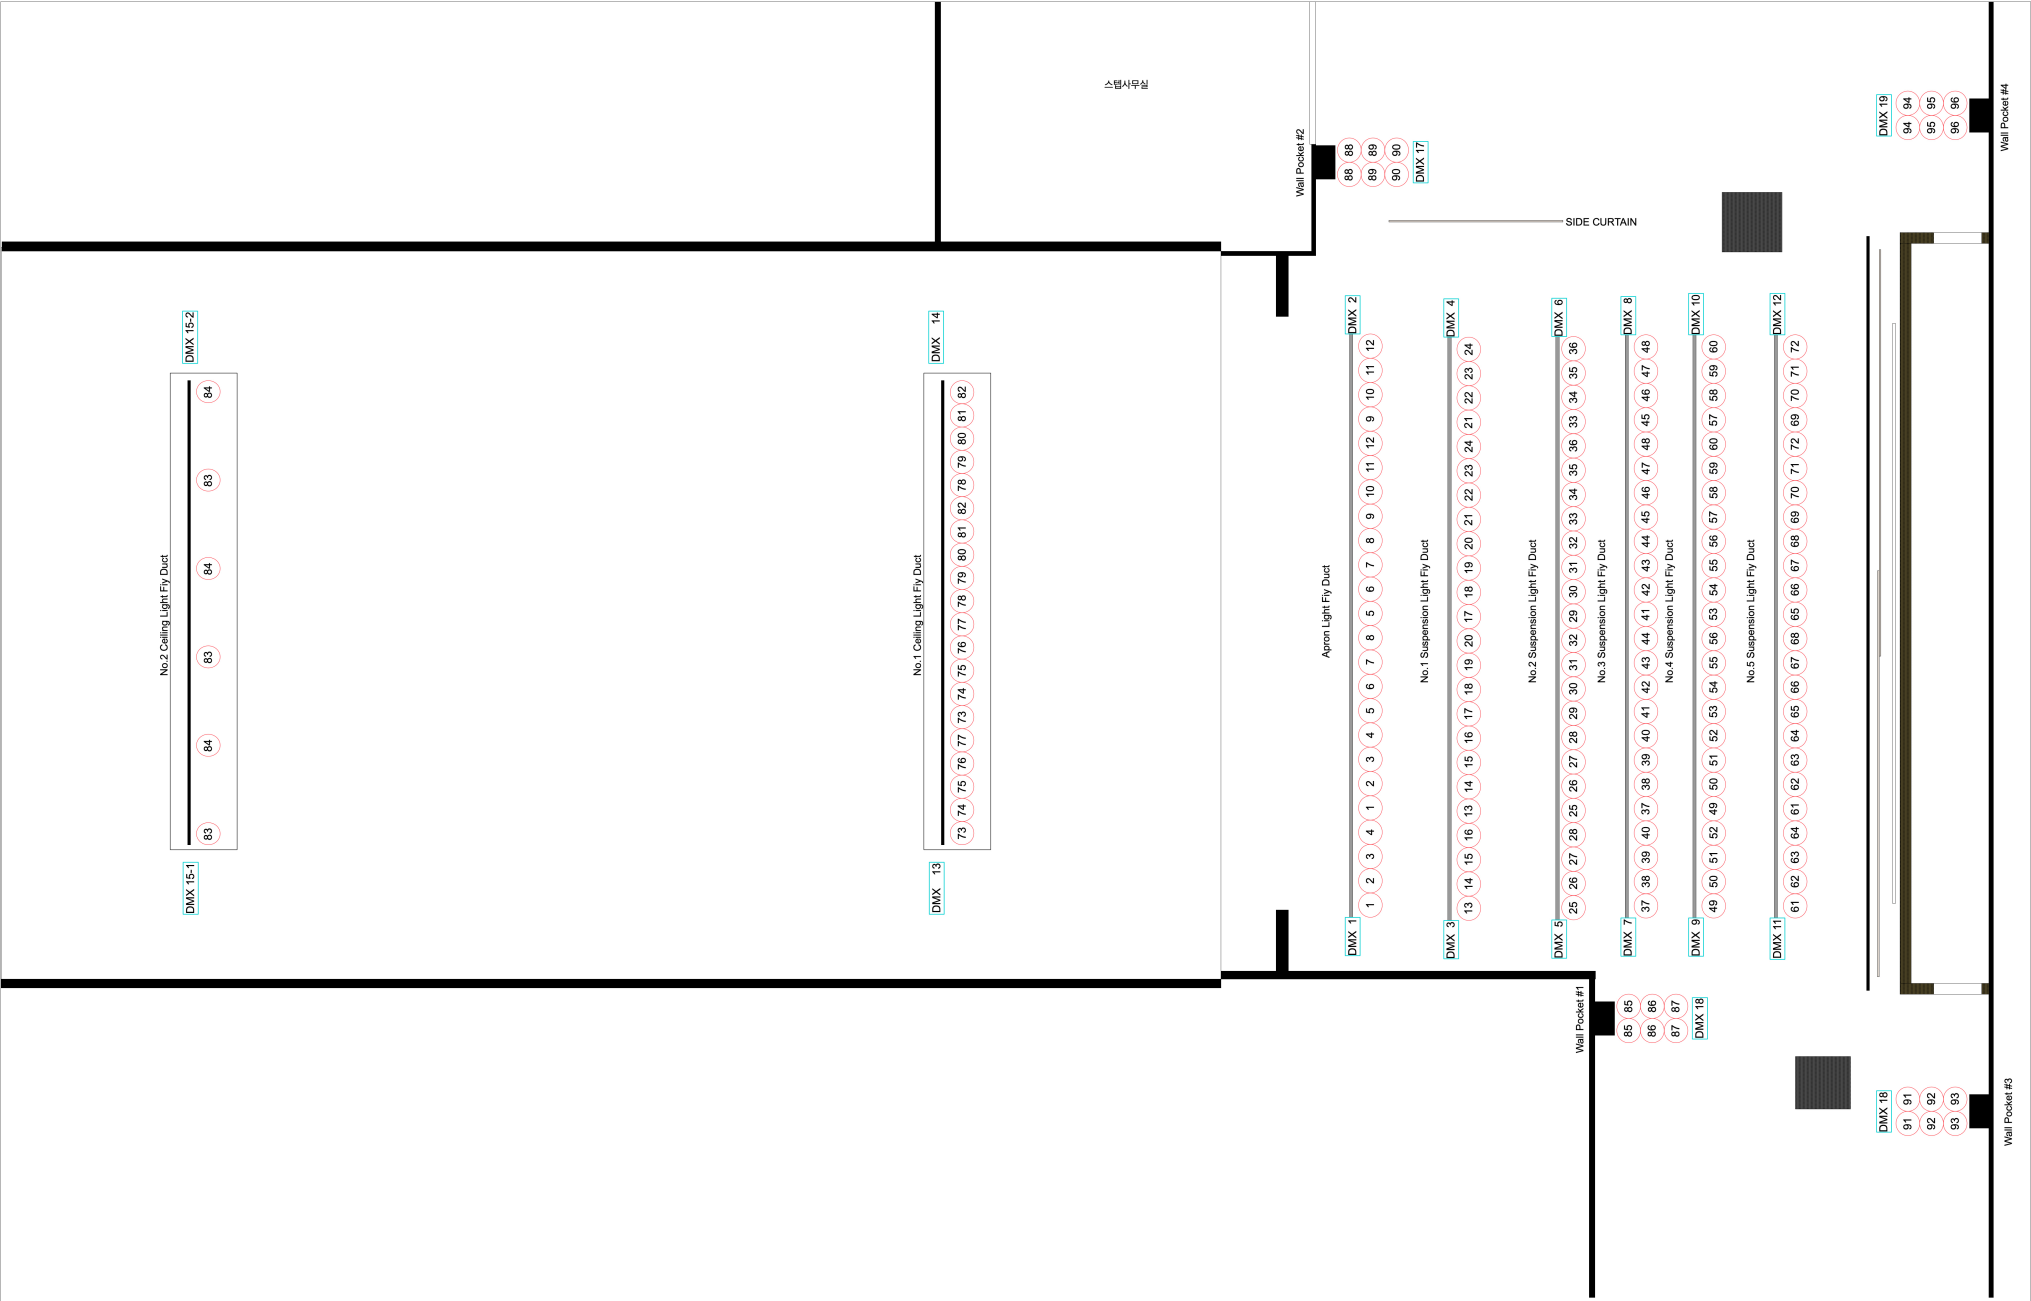 스텝사무실
Wall Pocket #2
88 89 90
88 89 90
DMX 17
DMX 19
94 95 96
94 95 96
Wall Pocket #4
SIDE CURTAIN
DMX 15-2
No.2 Ceiling Light Fiy Duct
83 84 83 84 83 84
DMX 15-1
DMX 14
No.1 Ceiling Light Fiy Duct
73 74 75 76 77 73 74 75 76 77 78 79 80 81 82 78 79 80 81 82
DMX 13
Apron Light Fiy Duct
DMX 1
DMX 2
1 2 3 4 1 2 3 4 5 6 7 8 5 6 7 8 9 10 11 12 9 10 11 12
No.1 Suspension Light Fiy Duct
DMX 3
DMX 4
13 14 15 16 13 14 15 16 17 18 19 20 17 18 19 20 21 22 23 24 21 22 23 24
No.2 Suspension Light Fiy Duct
DMX 5
DMX 6
25 26 27 28 25 26 27 28 29 30 31 32 29 30 31 32 33 34 35 36 33 34 35 36
No.3 Suspension Light Fiy Duct
DMX 7
DMX 8
37 38 39 40 37 38 39 40 41 42 43 44 41 42 43 44 45 46 47 48 45 46 47 48
No.4 Suspension Light Fiy Duct
DMX 9
DMX 10
49 50 51 52 49 50 51 52 53 54 55 56 53 54 55 56 57 58 59 60 57 58 59 60
No.5 Suspension Light Fiy Duct
DMX 11
DMX 12
61 62 63 64 61 62 63 64 65 66 67 68 65 66 67 68 69 70 71 72 69 70 71 72
Wall Pocket #1
85 86 87
85 86 87
DMX 18
DMX 18
91 92 93
91 92 93
Wall Pocket #3